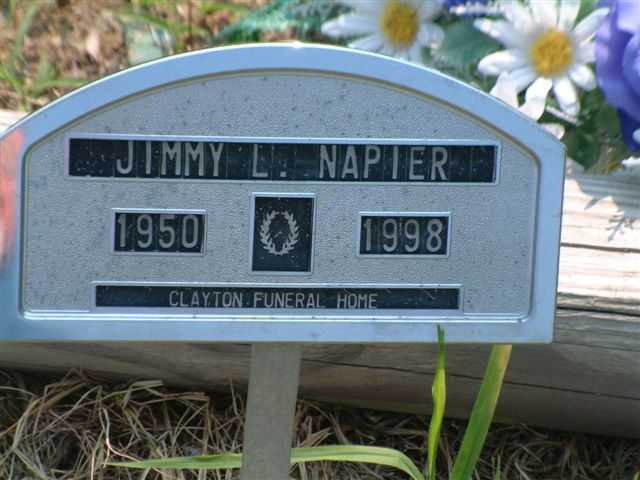 JIMMY L. NAPIER
1950 1998
CLAYTON FUNERAL HOME